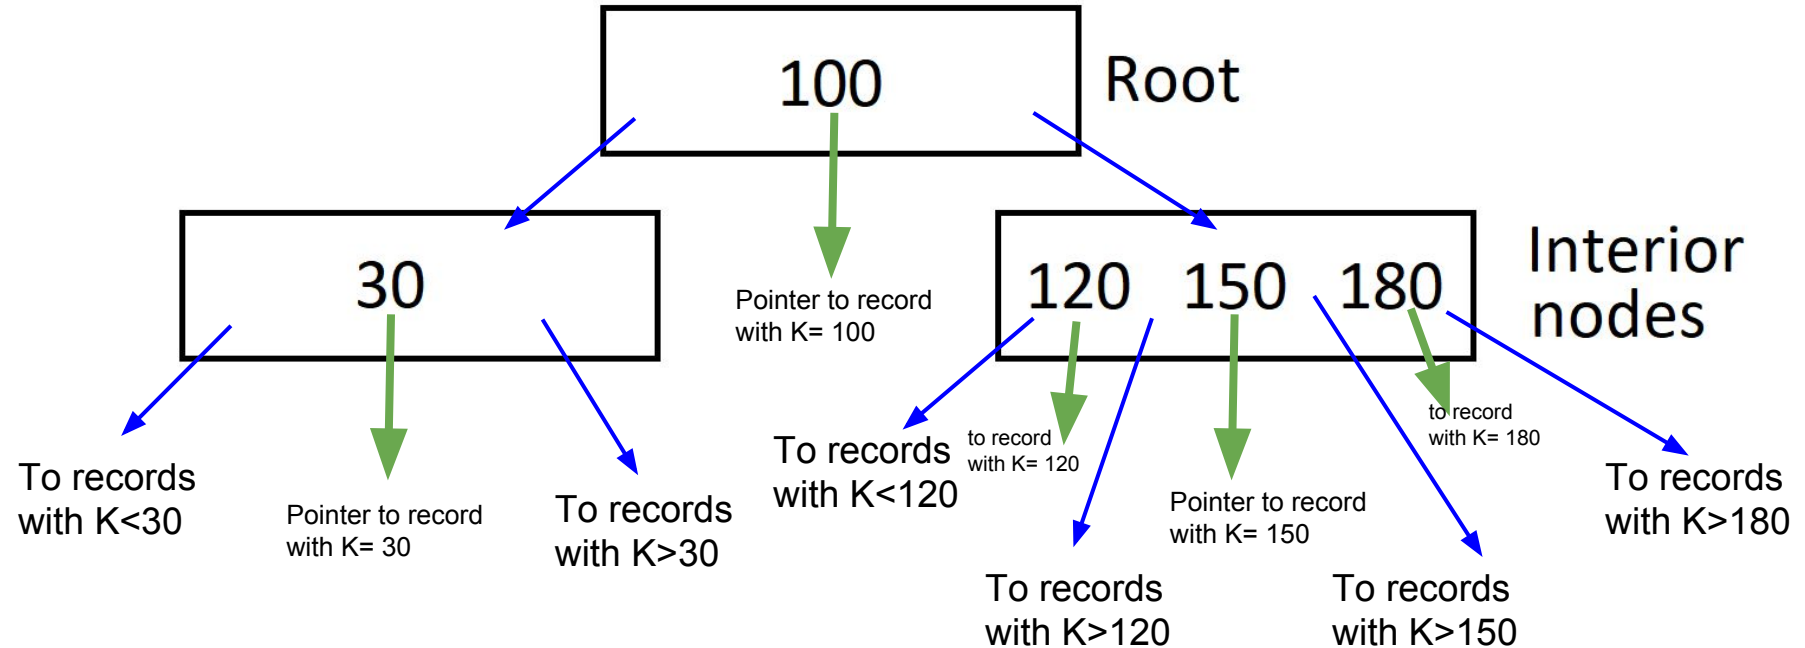 100
Root
30
120 150 180
Interior
nodes
Pointer to record
with K= 100
to record
with K= 180
To records
with K<120
to record
with K= 120
To records
with K<30
Pointer to record
with K= 30
To records
with K>30
Pointer to record
with K= 150
To records
with K>180
To records
with K>120
To records
with K>150